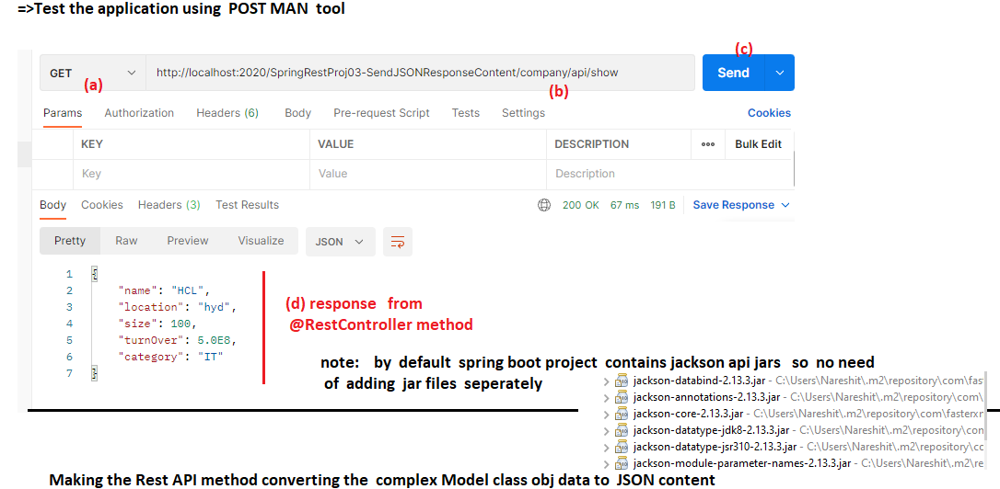 =>Test the application using POST MAN tool
(c)
GET http://localhost:2020/SpringRestProj03-SendJSONResponseContent/company/api/show Send
(a) (b)
Params Authorization Headers (6) Body Pre-request Script Tests Settings Cookies
KEY VALUE DESCRIPTION ooo Bulk Edit
Key Value Description
Body Cookies Headers (3) Test Results 200 OK 67 ms 191 B Save Response
Pretty Raw Preview Visualize JSON
1 {
2 "name": "HCL",
3 "location": "hyd",
4 "size": 100,
5 "turnOver": 5.0E8,
6 "category": "IT"
7 }
(d) response from
@RestController method
note: by default spring boot project contains jackson api jars so no need
of adding jar files seperately
jackson-databind-2.13.3.jar - C:\Users\Nareshit\.m2\repository\com\fas
jackson-annotations-2.13.3.jar - C:\Users\Nareshit\.m2\repository\com\
jackson-core-2.13.3.jar - C:\Users\Nareshit\.m2\repository\com\fasterxm
jackson-datatype-jdk8-2.13.3.jar - C:\Users\Nareshit\.m2\repository\con
jackson-datatype-jsr310-2.13.3.jar - C:\Users\Nareshit\.m2\repository\c
jackson-module-parameter-names-2.13.3.jar - C:\Users\Nareshit\.m2\re
Making the Rest API method converting the complex Model class obj data to JSON content